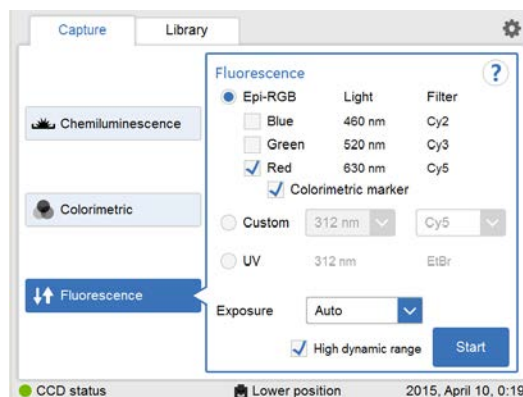 Capture
Library
Fluorescence
?
Epi-RGB Light Filter
Blue 460 nm Cy2
Green 520 nm Cy3
Red 630 nm Cy5
Colorimetric marker
Chemiluminescence
Colorimetric
Custom 312 nm Cy5
UV 312 nm EtBr
Fluorescence
Exposure Auto
High dynamic range
Start
CCD status Lower position 2015, April 10, 0:19